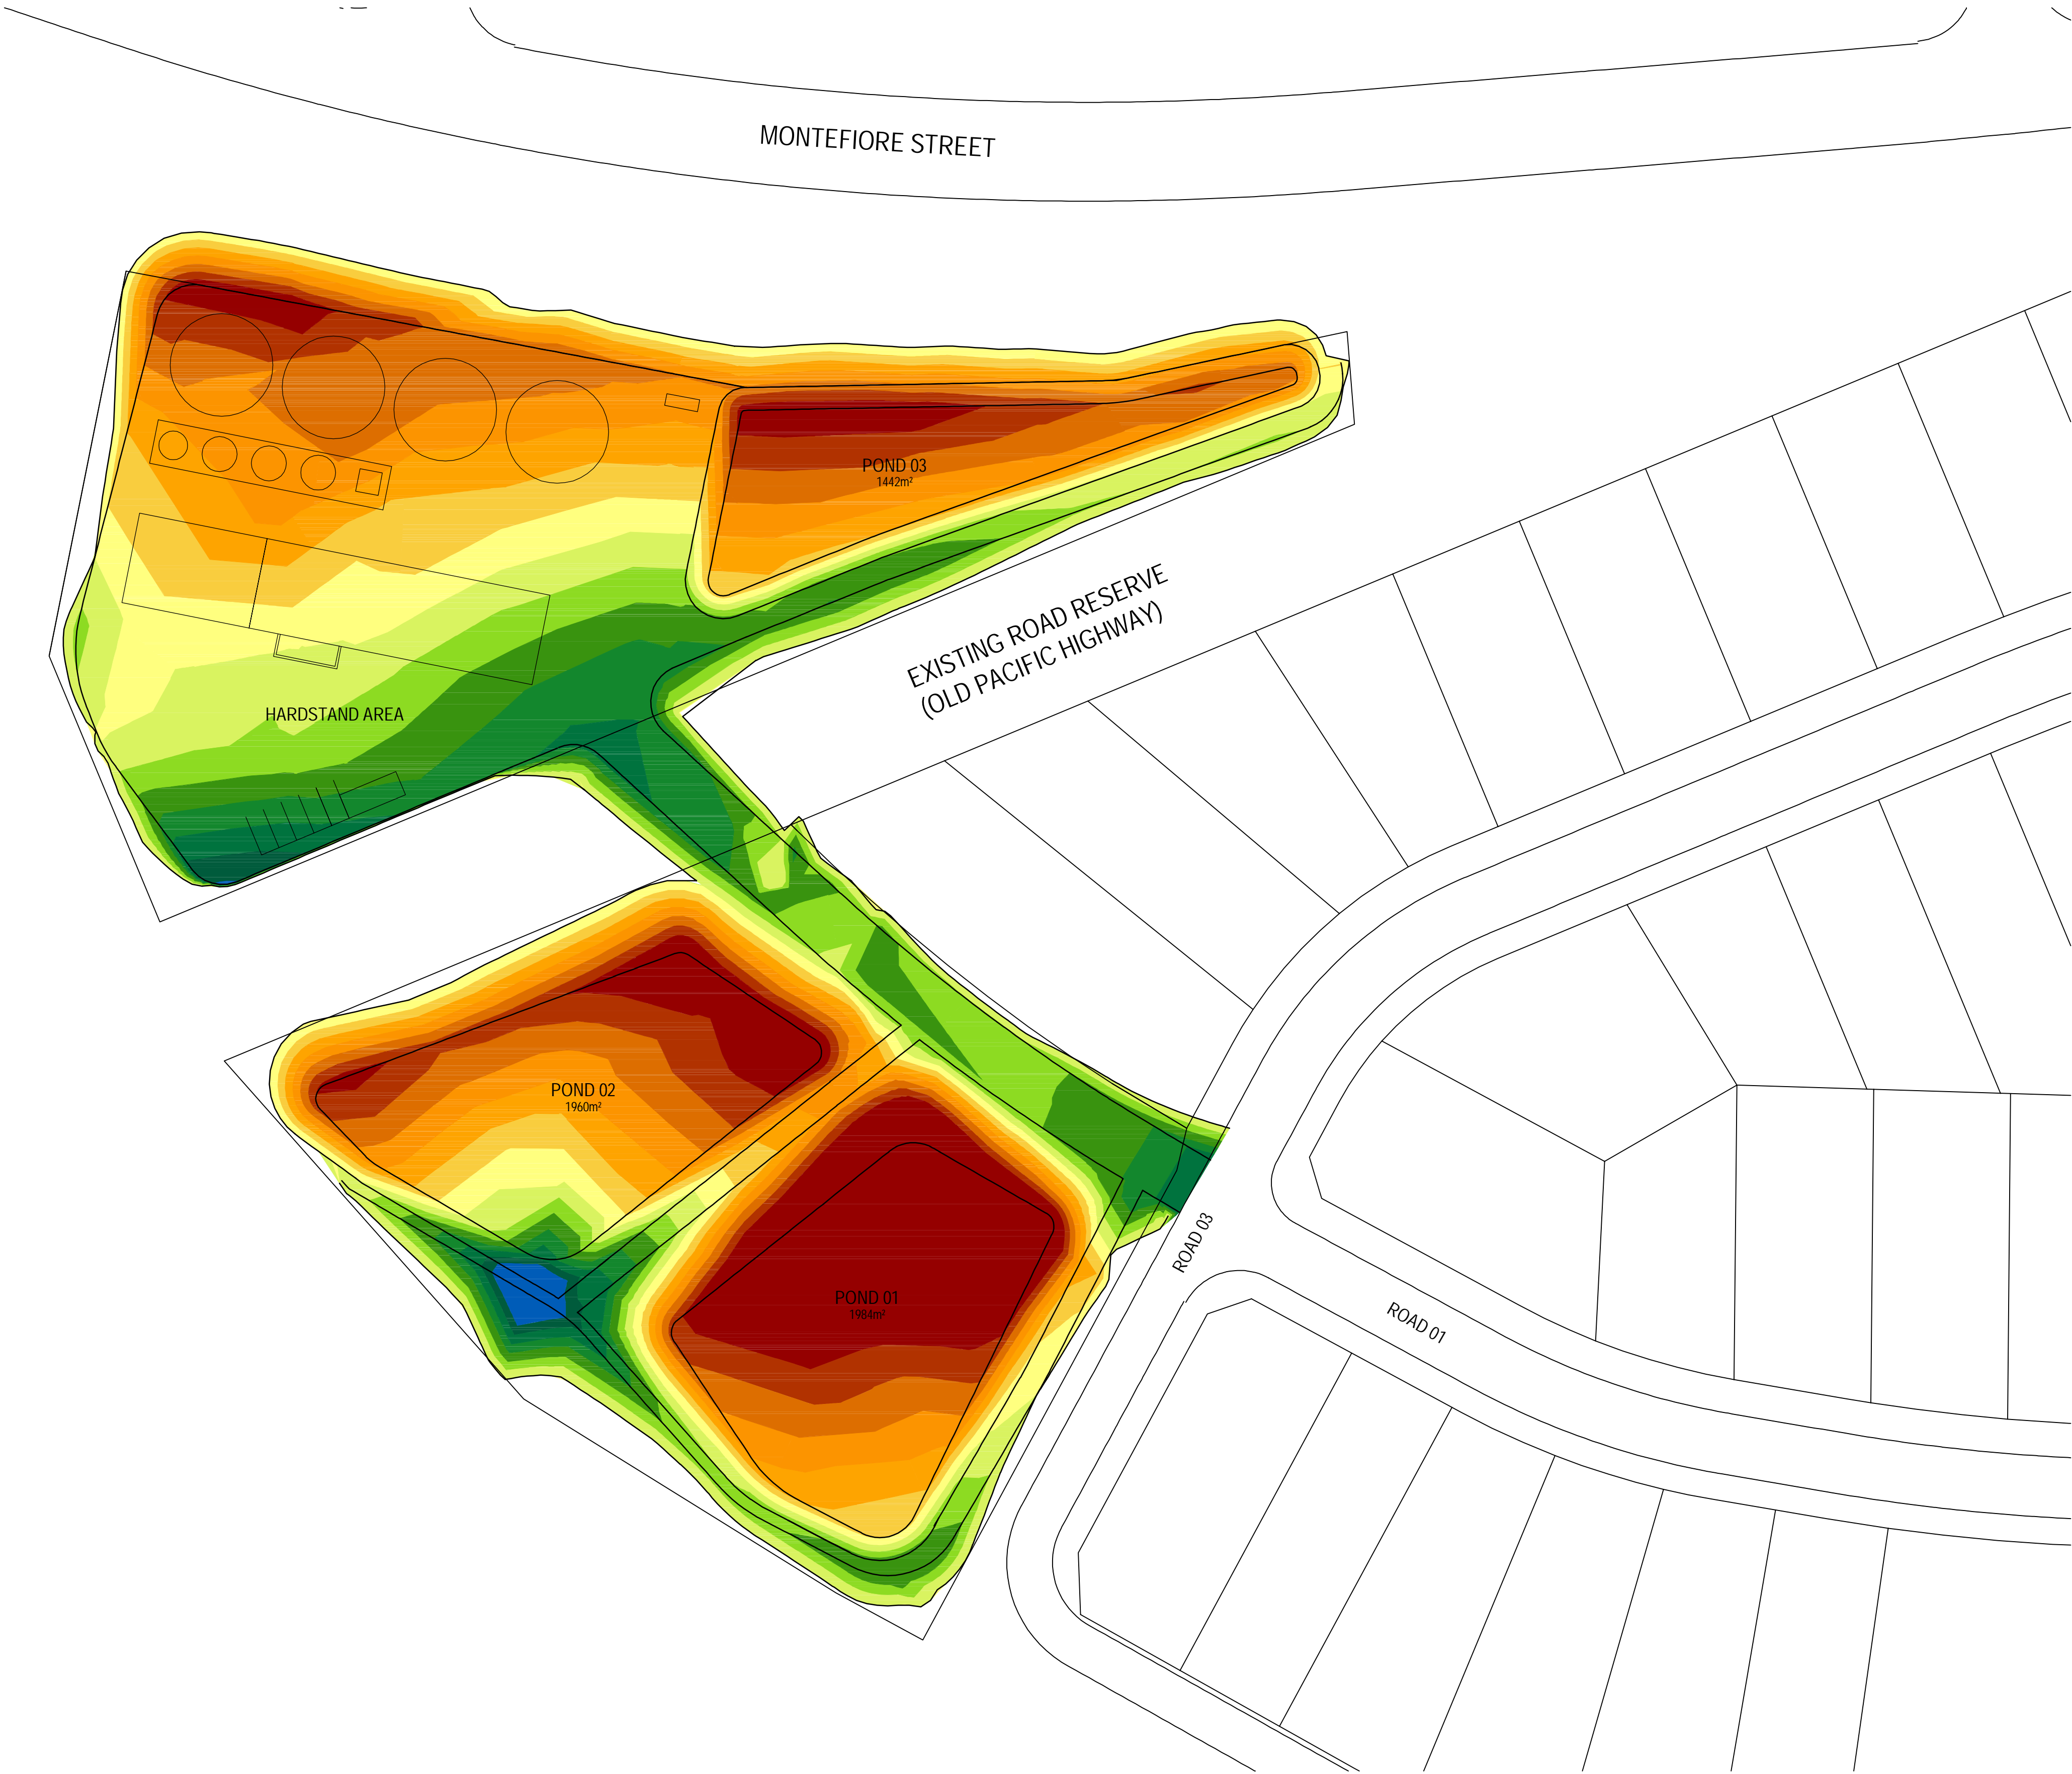 MONTEFIORE STREET
POND 03
1442m²
EXISTING ROAD RESERVE
(OLD PACIFIC HIGHWAY)
HARDSTAND AREA
POND 02
1960m²
ROAD 03
POND 01
1984m²
ROAD 01